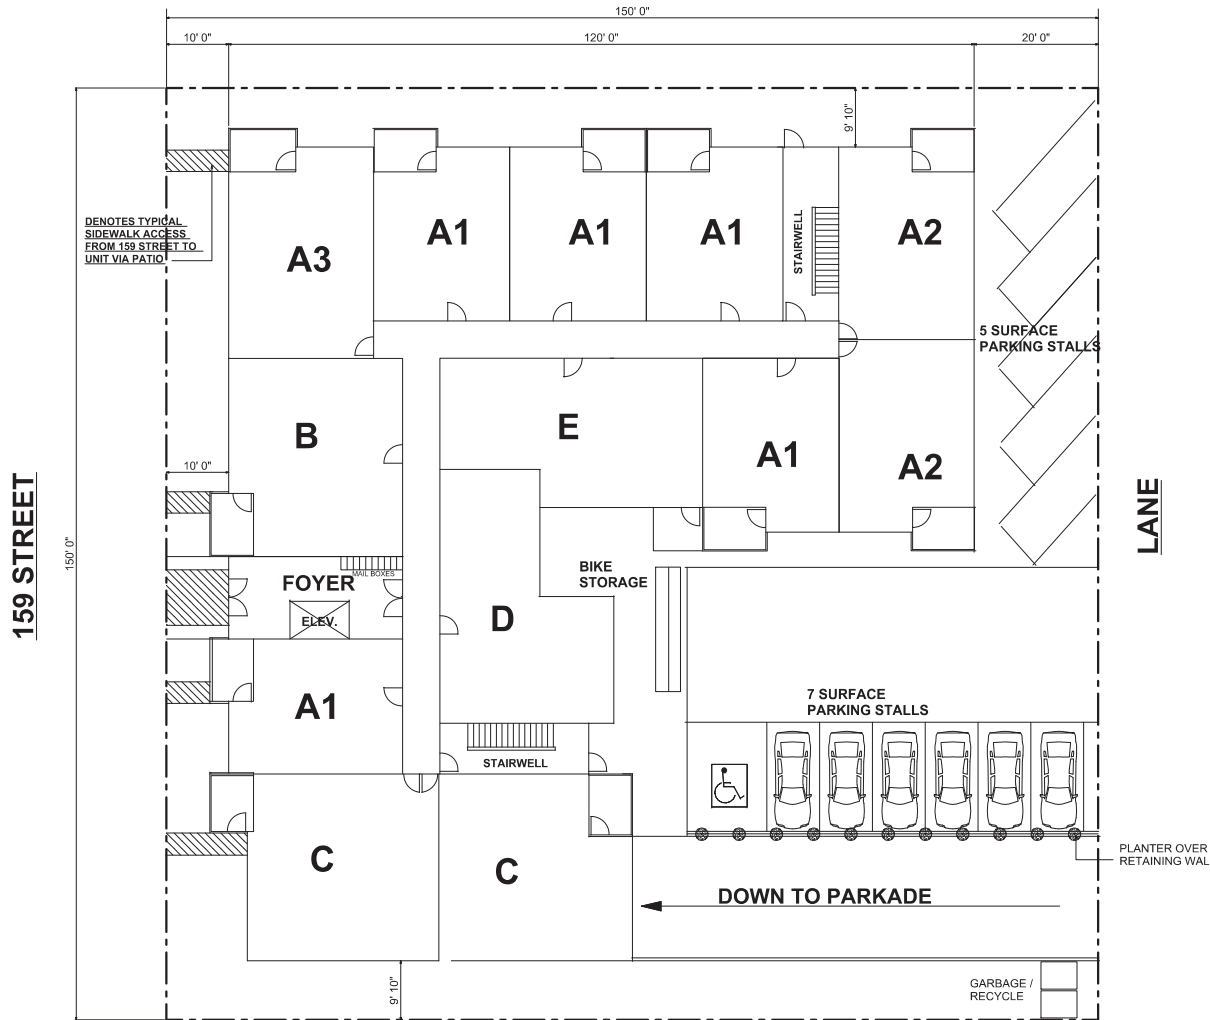 150' 0"
10' 0"
120' 0"
20' 0"
9' 10"
DENOTES TYPICAL
SIDEWALK ACCESS
FROM 159 STREET TO
UNIT VIA PATIO
A3
A1
A1
A1
STAIRWELL
A2
5 SURFACE
PARKING STALLS
B
E
A1
A2
10' 0"
159 STREET
150' 0"
LANE
MAIL BOXES
FOYER
ELEV.
BIKE
STORAGE
D
A1
7 SURFACE
PARKING STALLS
STAIRWELL
C
C
PLANTER OVER
RETAINING WAL
DOWN TO PARKADE
9' 10"
GARBAGE /
RECYCLE